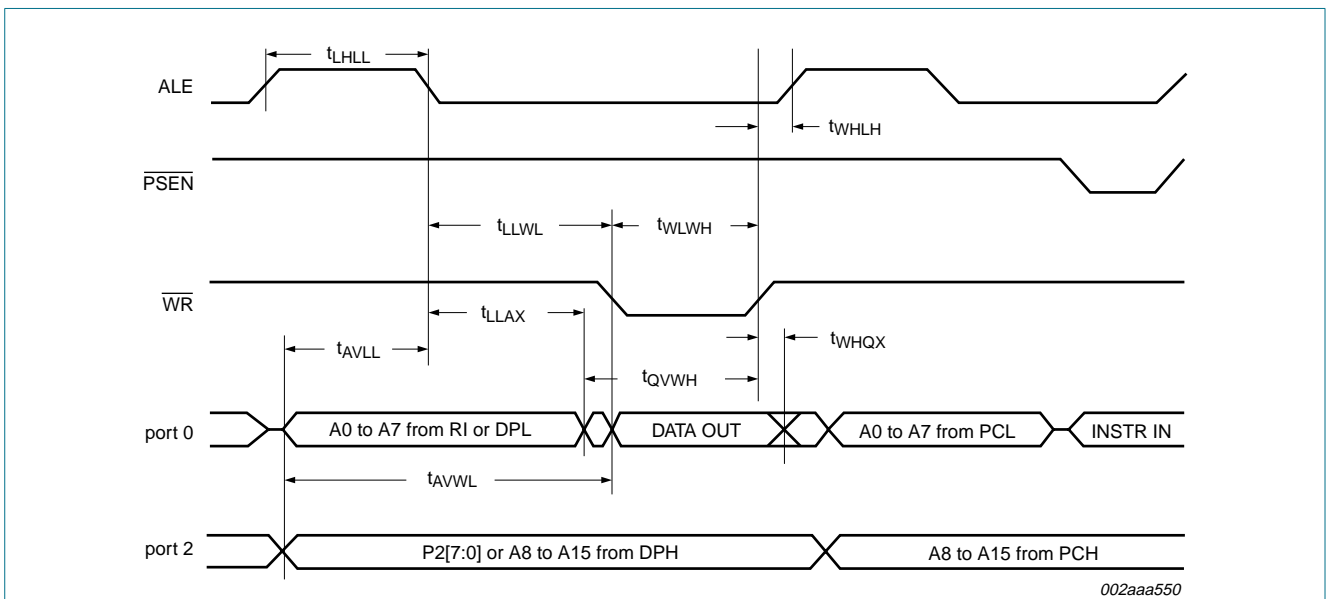 tLHLL
ALE
tWHLH
PSEN
tLLWL
tWLWH
WR
tLLAX
tWHQX
tAVLL
tQVWH
port 0
A0 to A7 from RI or DPL
DATA OUT
A0 to A7 from PCL
INSTR IN
tAVWL
port 2
P2[7:0] or A8 to A15 from DPH
A8 to A15 from PCH
002aaa550